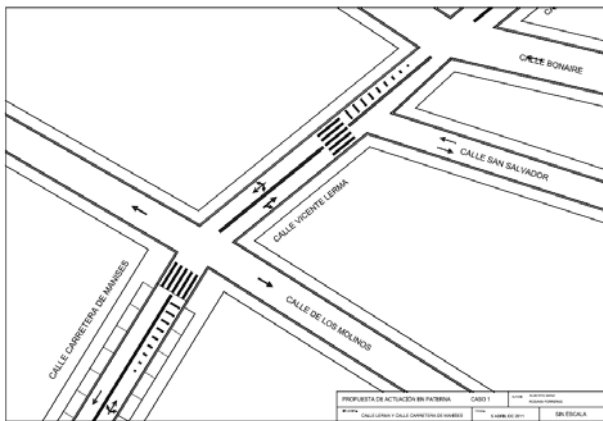 CALLE BONAIRE
CALLE SAN SALVADOR
CALLE VICENTE LERMA
CALLE CARRETERA DE MANISES
CALLE DE LOS MOLINOS
PROPUESTA DE ACTUACIÓN EN PATERNA CASO 1
CALLE LERMA Y CALLE CARRETERA DE MANISES
SIN ESCALA